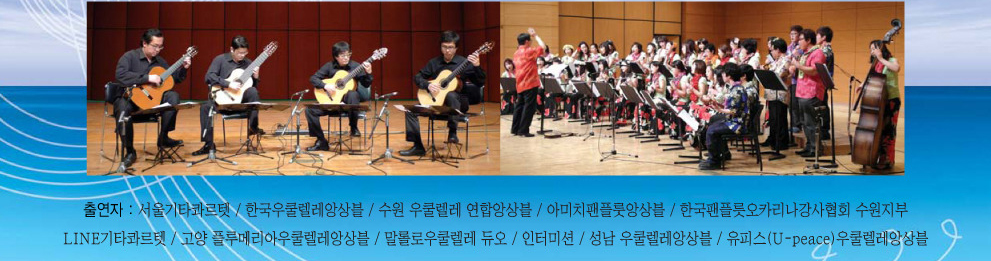 출연자 : 서울기타콰르텟 / 한국우쿨렐레앙상블 / 수원 우쿨렐레 연합앙상블 / 아미치팬플룻앙상블 / 한국팬플룻오카리나강사협회 수원지부
LINE기타콰르텟 / 고양 플루메리아우쿨렐레앙상블 / 말롤로우쿨렐레 듀오 / 인터미션 / 성남 우쿨렐레앙상블 / 유피스(U-peace)우쿨렐레앙상블